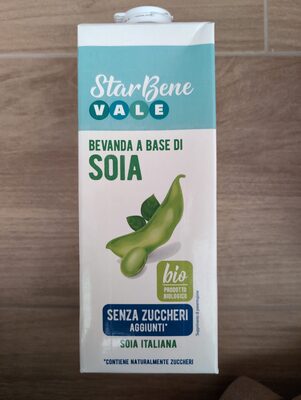 StarBene
VALE
BEVANDA A BASE DI
SOIA
bio
PRODOTTO
BIOLOGICO
SENZA ZUCCHERI
AGGIUNTI*
SOIA ITALIANA
*CONTIENE NATURALMENTE ZUCCHERI